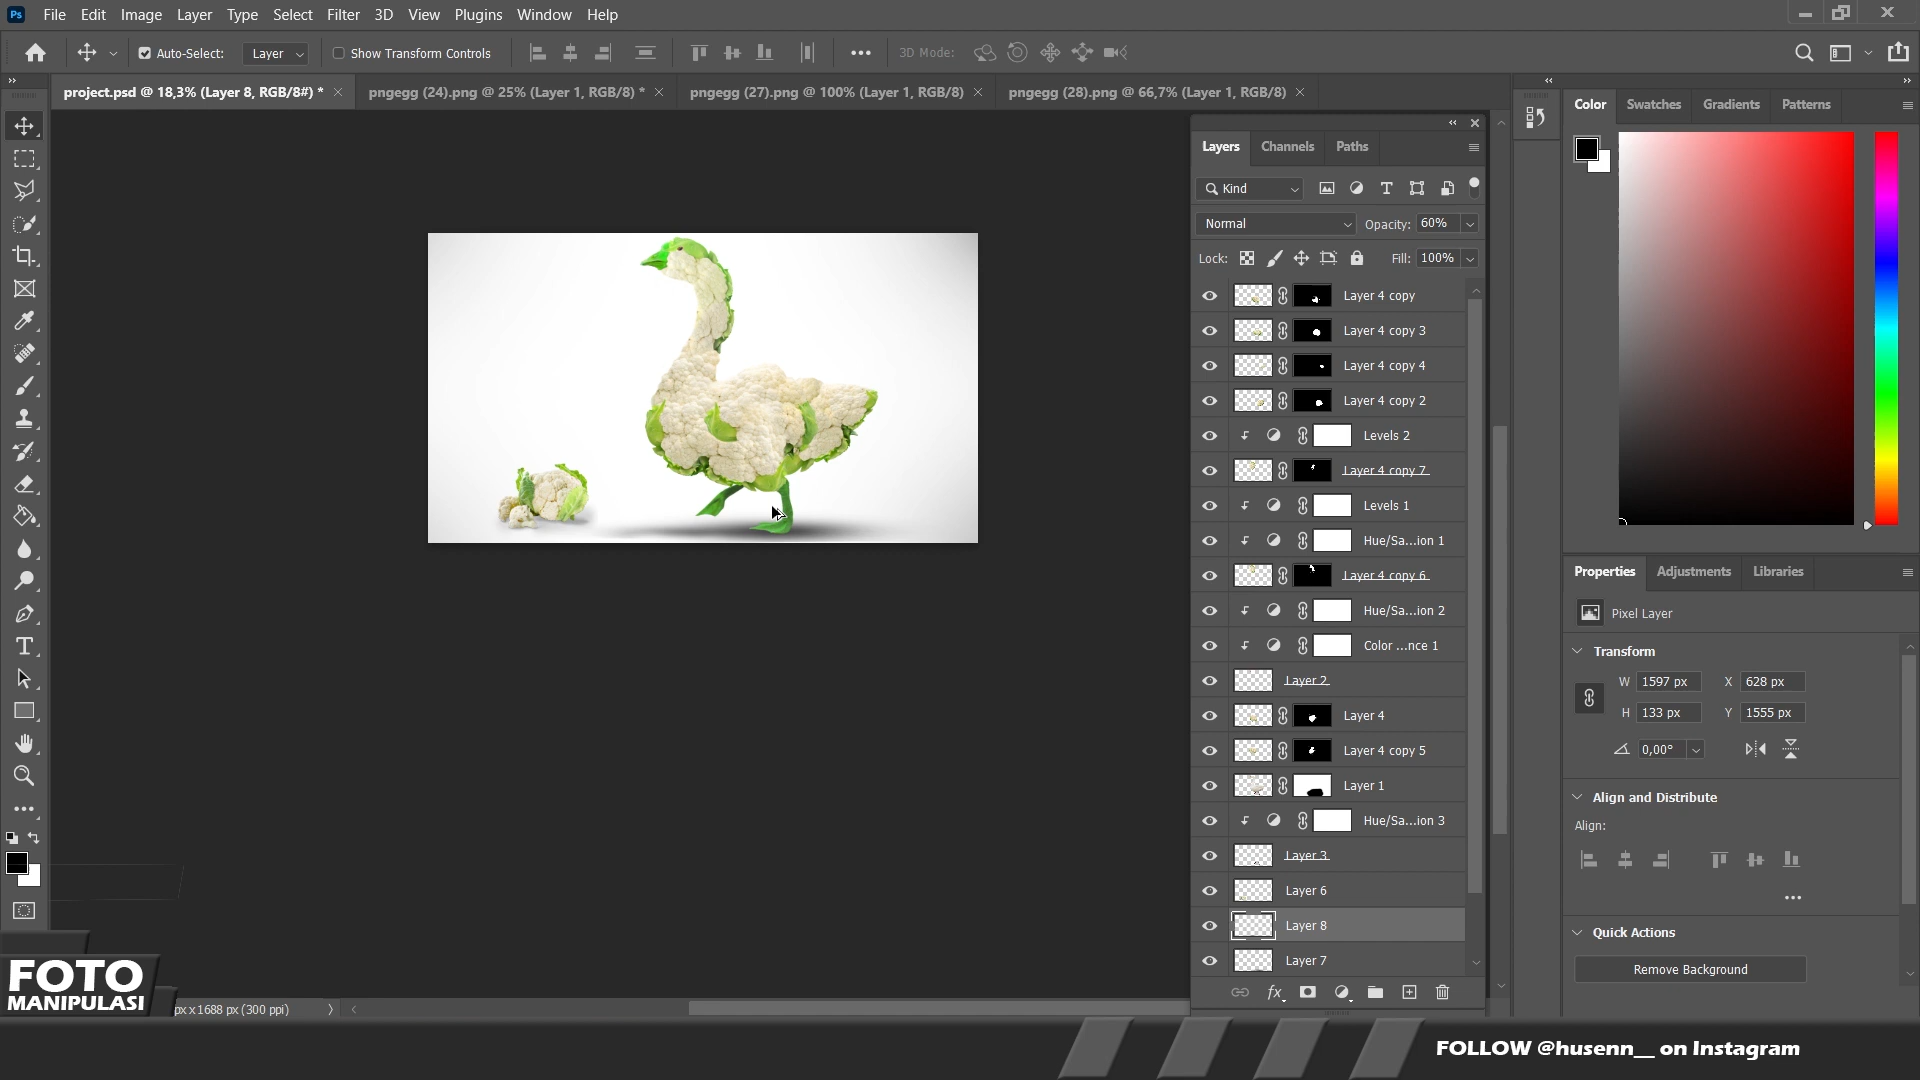 Ps File Edit Image Layer Type Select Filter 3D View Plugins Window Help
Auto-Select: Layer Show Transform Controls 3D Mode:
project.psd @ 18,3% (Layer 8, RGB/8#) * pngegg (24).png @ 25% (Layer 1, RGB/8) * pngegg (27).png @ 100% (Layer 1, RGB/8) pngegg (28).png @ 66,7% (Layer 1, RGB/8)
Layers Channels Paths
Kind
Normal Opacity: 60%
Lock: Fill: 100%
Layer 4 copy
Layer 4 copy 3
Layer 4 copy 4
Layer 4 copy 2
Levels 2
Layer 4 copy 7
Levels 1
Hue/Sa...ion 1
Layer 4 copy 6
Hue/Sa...ion 2
Color ...nce 1
Layer 2
Layer 4
Layer 4 copy 5
Layer 1
Hue/Sa...ion 3
Layer 3
Layer 6
Layer 8
Layer 7
fx
Color Swatches Gradients Patterns
Properties Adjustments Libraries
Pixel Layer
Transform
W 1597 px X 628 px
H 133 px Y 1555 px
0,00°
Align and Distribute
Align:
Quick Actions
Remove Background
px x 1688 px (300 ppi)
FOTO
MANIPULASI
FOLLOW @husenn__ on Instagram